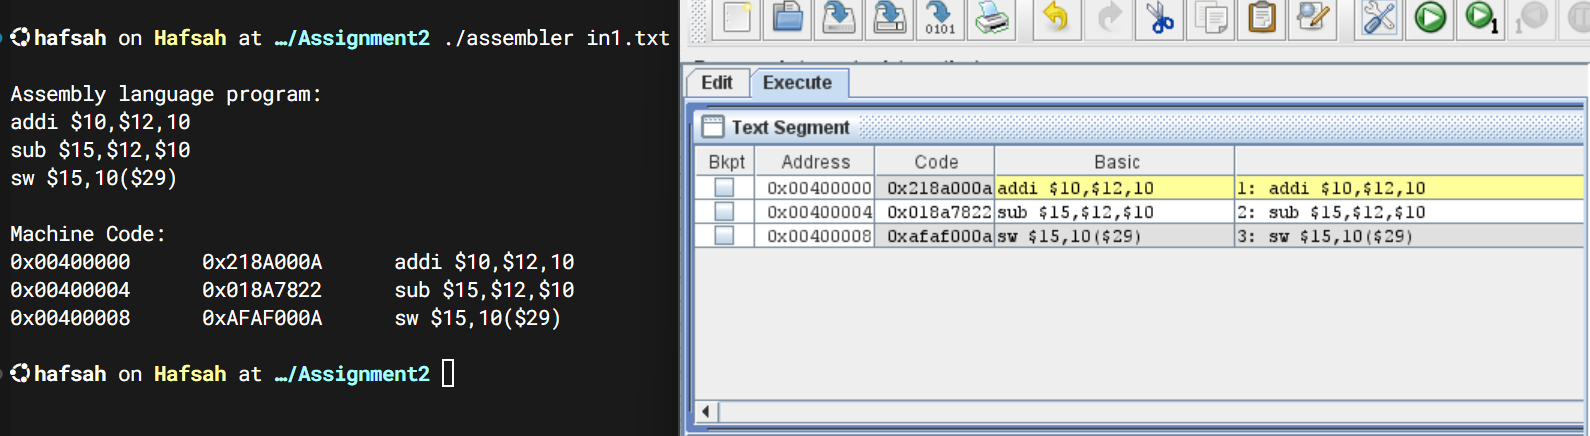 hafsah on Hafsah at …/Assignment2 ./assembler in1.txt
Assembly language program:
addi $10,$12,10
sub $15,$12,$10
sw $15,10($29)
Machine Code:
0x00400000 0x218A000A addi $10,$12,10
0x00400004 0x018A7822 sub $15,$12,$10
0x00400008 0xAFAF000A sw $15,10($29)
hafsah on Hafsah at …/Assignment2
0101
1
1
Edit Execute
Text Segment
Bkpt Address Code Basic
0x00400000 0x218a000a addi $10,$12,10 1: addi $10,$12,10
0x00400004 0x018a7822 sub $15,$12,$10 2: sub $15,$12,$10
0x00400008 0xafaf000a sw $15,10($29) 3: sw $15,10($29)